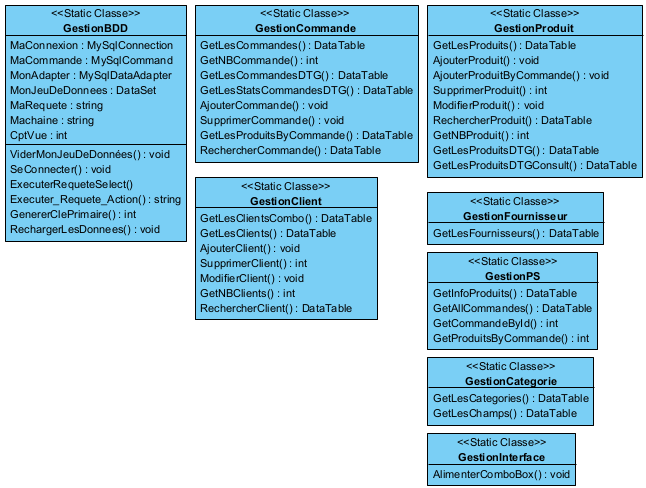 <<Static Classe>>
GestionBDD
MaConnexion : MySqlConnection
MaCommande : MySqlCommand
MonAdapter : MySqlDataAdapter
MonJeuDeDonnees : DataSet
MaRequete : string
Machaine : string
CptVue : int
ViderMonJeuDeDonnées() : void
SeConnecter() : void
ExecuterRequeteSelect()
Executer_Requete_Action() : string
GenererClePrimaire() : int
RechargerLesDonnees() : void
<<Static Classe>>
GestionCommande
GetLesCommandes() : DataTable
GetNBCommande() : int
GetLesCommandesDTG() : DataTable
GetLesStatsCommandesDTG() : DataTable
AjouterCommande() : void
SupprimerCommande() : void
GetLesProduitsByCommande() : DataTable
RechercherCommande() : DataTable
<<Static Classe>>
GestionClient
GetLesClientsCombo() : DataTable
GetLesClients() : DataTable
AjouterClient() : void
SupprimerClient() : int
ModifierClient() : void
GetNBClients() : int
RechercherClient() : DataTable
<<Static Classe>>
GestionProduit
GetLesProduits() : DataTable
AjouterProduit() : void
AjouterProduitByCommande() : void
SupprimerProduit() : int
ModifierProduit() : void
RechercherProduit() : DataTable
GetNBProduit() : int
GetLesProduitsDTG() : DataTable
GetLesProduitsDTGConsult() : DataTable
<<Static Classe>>
GestionFournisseur
GetLesFournisseurs() : DataTable
<<Static Classe>>
GestionPS
GetInfoProduits() : DataTable
GetAllCommandes() : DataTable
GetCommandeById() : int
GetProduitsByCommande() : int
<<Static Classe>>
GestionCategorie
GetLesCategories() : DataTable
GetLesChamps() : DataTable
<<Static Classe>>
GestionInterface
AlimenterComboBox() : void